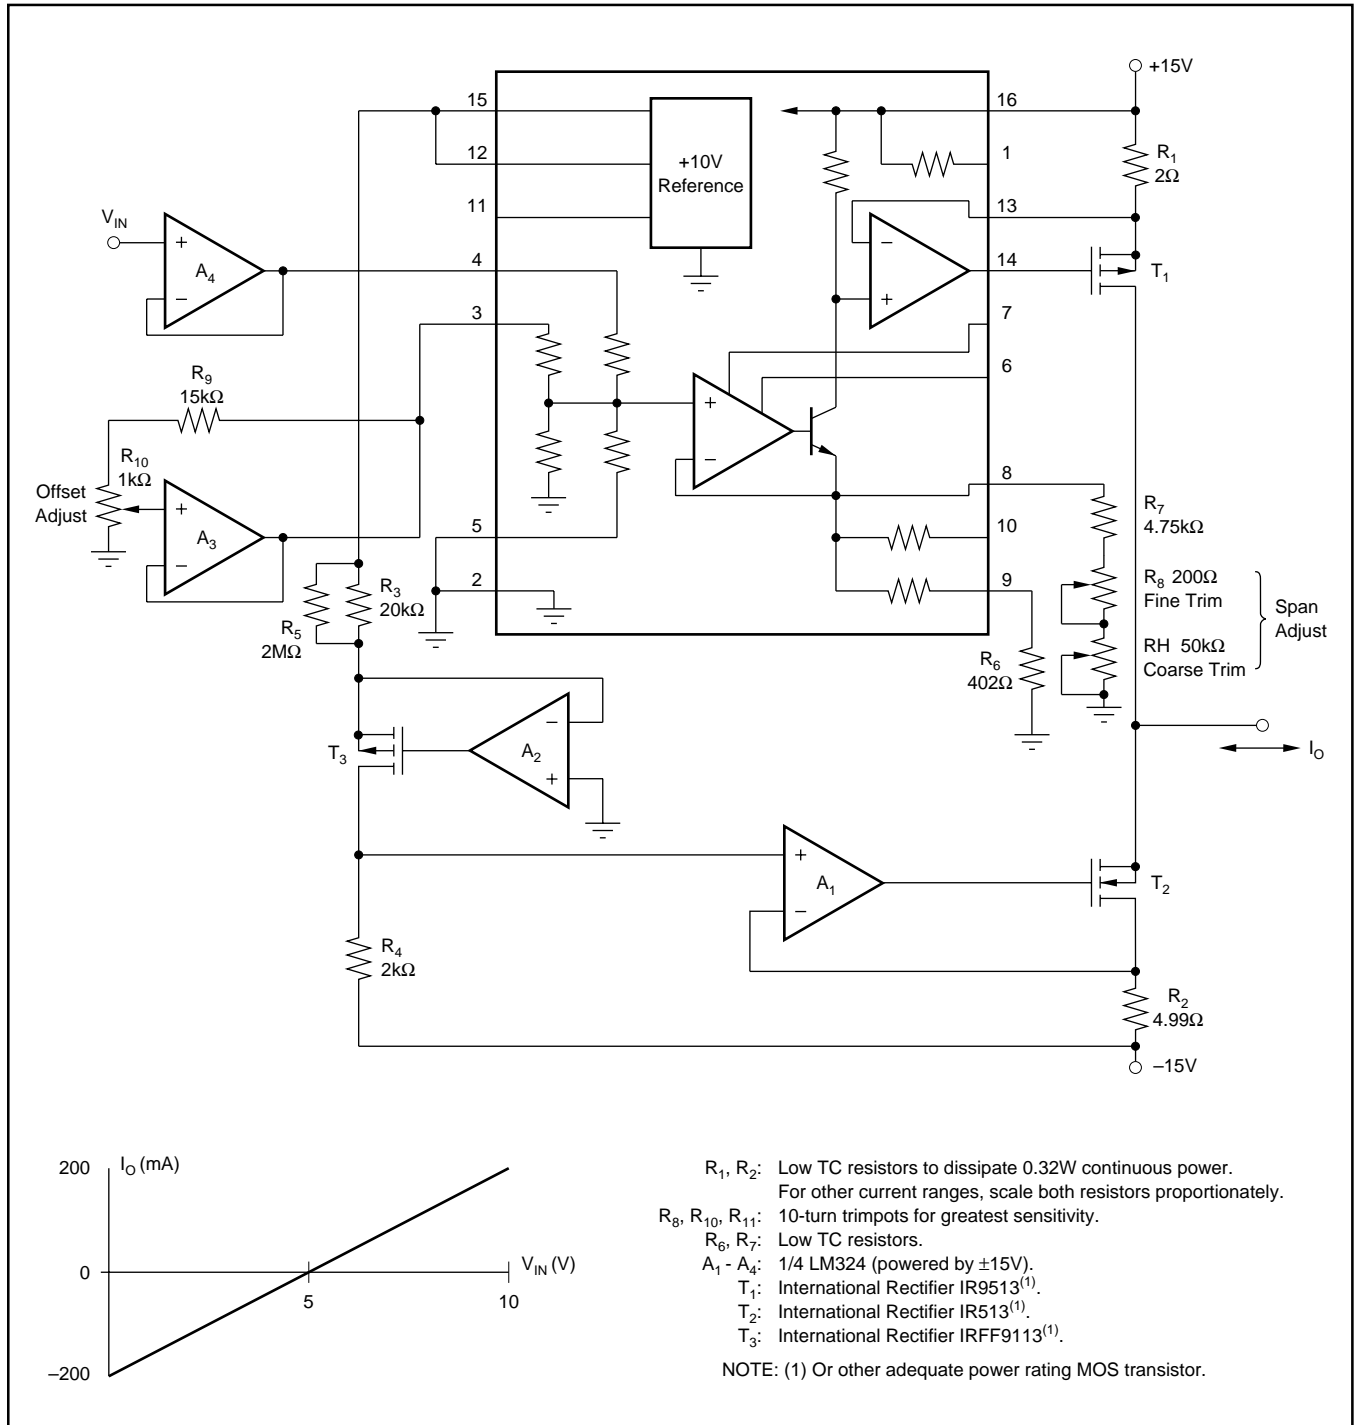 +15V
15
16
R1
2Ω
12
+10V
Reference
1
11
13
VIN
+
A4
−
4
−
+
14
T1
3
7
6
R9
15kΩ
+
−
R10
1kΩ
Offset
Adjust
+
A3
−
8
R7
4.75kΩ
5
10
R8 200Ω
Fine Trim
Span
Adjust
R3
20kΩ
2
9
R5
2MΩ
RH 50kΩ
Coarse Trim
R6
402Ω
−
A2
+
T3
IO
+
A1
−
T2
R4
2kΩ
R2
4.99Ω
–15V
200
IO (mA)
0
VIN (V)
5
10
–200
R1, R2: Low TC resistors to dissipate 0.32W continuous power.
For other current ranges, scale both resistors proportionately.
R8, R10, R11: 10-turn trimpots for greatest sensitivity.
R6, R7: Low TC resistors.
A1 - A4: 1/4 LM324 (powered by ±15V).
T1: International Rectifier IR9513(1).
T2: International Rectifier IR513(1).
T3: International Rectifier IRFF9113(1).
NOTE: (1) Or other adequate power rating MOS transistor.